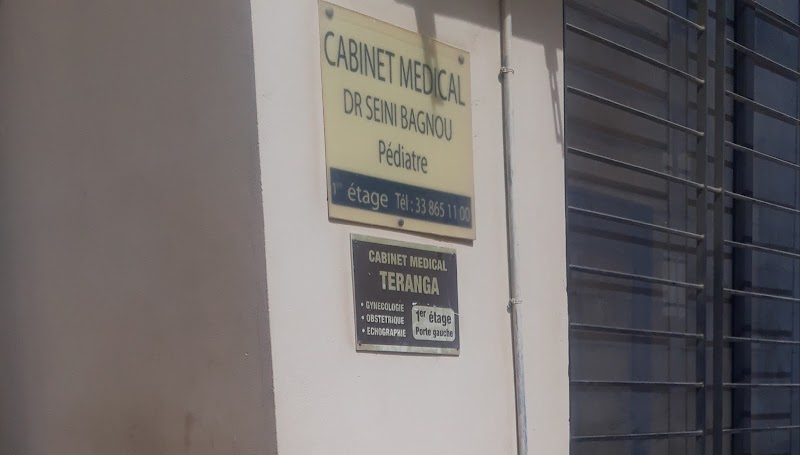 CABINET MEDICAL
DR SEINI BAGNOU
Pédiatre
1er étage Tél : 33 865 11 00
CABINET MEDICAL
TERANGA
• GYNECOLOGIE
• OBSTETRIQUE
• ECHOGRAPHIE
1er étage
Porte gauche